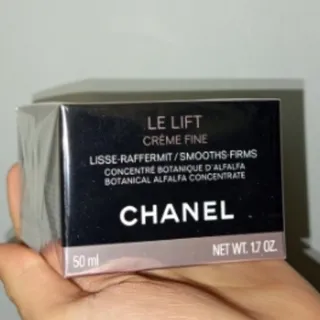 LE LIFT
CRÈME FINE
LISSE-RAFFERMIT/SMOOTHS-FIRMS
CONCENTRÉ BOTANIQUE D'ALFALFA
BOTANICAL ALFALFA CONCENTRATE
CHANEL
50 ml NET WT. 1.7 OZ.